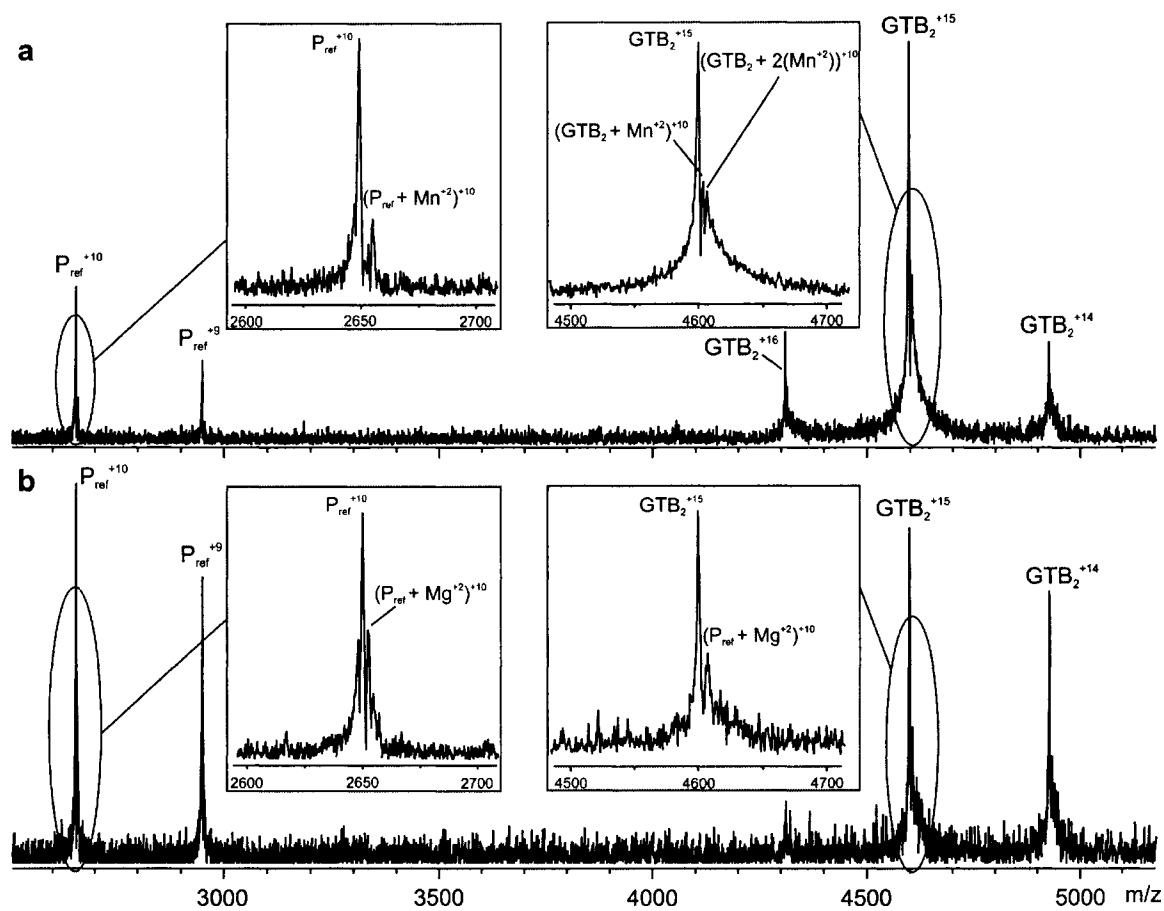 a
P_ref^+10
GTB_2^+15
GTB_2^+15
P_ref^+10
(P_ref + Mn^+2)^+10
(GTB_2 + 2(Mn^+2))^+10
(GTB_2 + Mn^+2)^+10
2600 2650 2700
4500 4600 4700
P_ref^+9
GTB_2^+16
GTB_2^+14
b
P_ref^+10
P_ref^+10
GTB_2^+15
GTB_2^+15
P_ref^+9
(P_ref + Mg^+2)^+10
(P_ref + Mg^+2)^+10
GTB_2^+14
2600 2650 2700
4500 4600 4700
3000 3500 4000 4500 5000 m/z